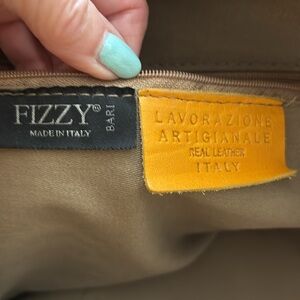 FIZZY®
MADE IN ITALY
BARI
LAVORAZIONE
ARTIGIANALE
REAL LEATHER
ITALY